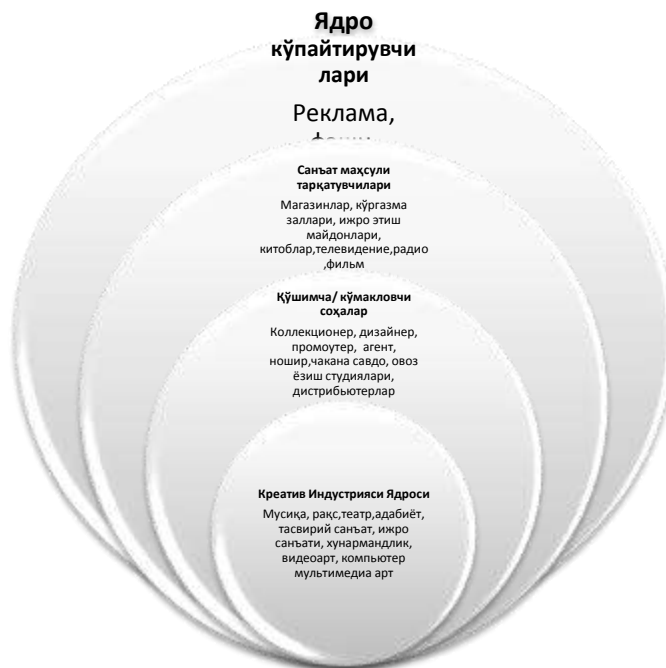 Ядро
кўпайтирувчи
лари
Реклама,
Санъат маҳсули
тарқатувчилари
Магазинлар, кўргазма
заллари, ижро этиш
майдонлари,
китоблар,телевидение,радио
,фильм
Қўшимча/ кўмакловчи
соҳалар
Коллекционер, дизайнер,
промоутер, агент,
ношир,чакана савдо, овоз
ёзиш студиялари,
дистрибьютерлар
Креатив Индустрияси Ядроси
Мусиқа, рақс,театр,адабиёт,
тасвирий санъат, ижро
санъати, хунармандлик,
видеоарт, компьютер
мультимедиа арт